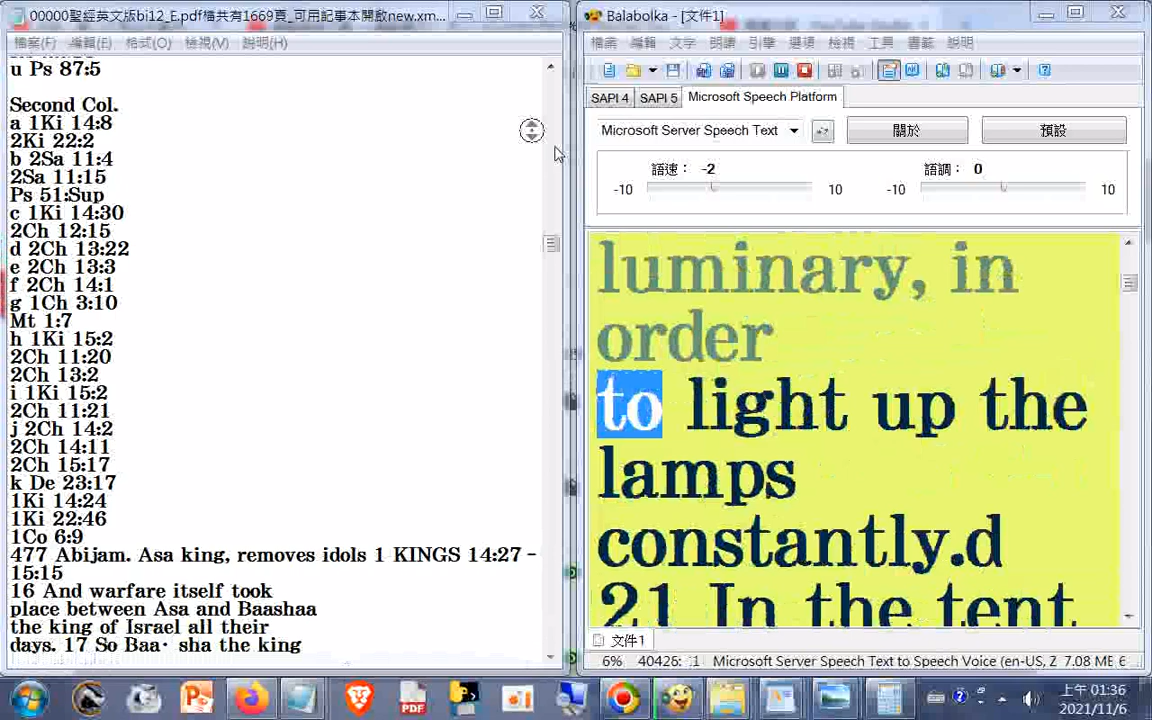 00000聖經英文版bi12_E.pdf檔共有1669頁_可用記事本開啟new.xm...
檔案(F) 編輯(E) 格式(O) 檢視(V) 說明(H)
u Ps 87:5
Second Col.
a 1Ki 14:8
2Ki 22:2
b 2Sa 11:4
2Sa 11:15
Ps 51:Sup
c 1Ki 14:30
2Ch 12:15
d 2Ch 13:22
e 2Ch 13:3
f 2Ch 14:1
g 1Ch 3:10
Mt 1:7
h 1Ki 15:2
2Ch 11:20
2Ch 13:2
i 1Ki 15:2
2Ch 11:21
j 2Ch 14:2
2Ch 14:11
2Ch 15:17
k De 23:17
1Ki 14:24
1Ki 22:46
1Co 6:9
477 Abijam. Asa king, removes idols 1 KINGS 14:27 -
15:15
16 And warfare itself took
place between Asa and Baashaa
the king of Israel all their
days. 17 So Baa· sha the king
Balabolka - [文件1]
檔案 編輯 文字 朗讀 引擎 選項 檢視 工具 書籤 說明
SAPI 4 SAPI 5 Microsoft Speech Platform
Microsoft Server Speech Text 關於 預設
語速： -2 語調： 0
-10 10 -10 10
luminary, in
order
to light up the
lamps
constantly.d
21 In the tent
文件1
6% 40426: 1 Microsoft Server Speech Text to Speech Voice (en-US, Z 7.08 MB 6
PDF
上午 01:36
2021/11/6